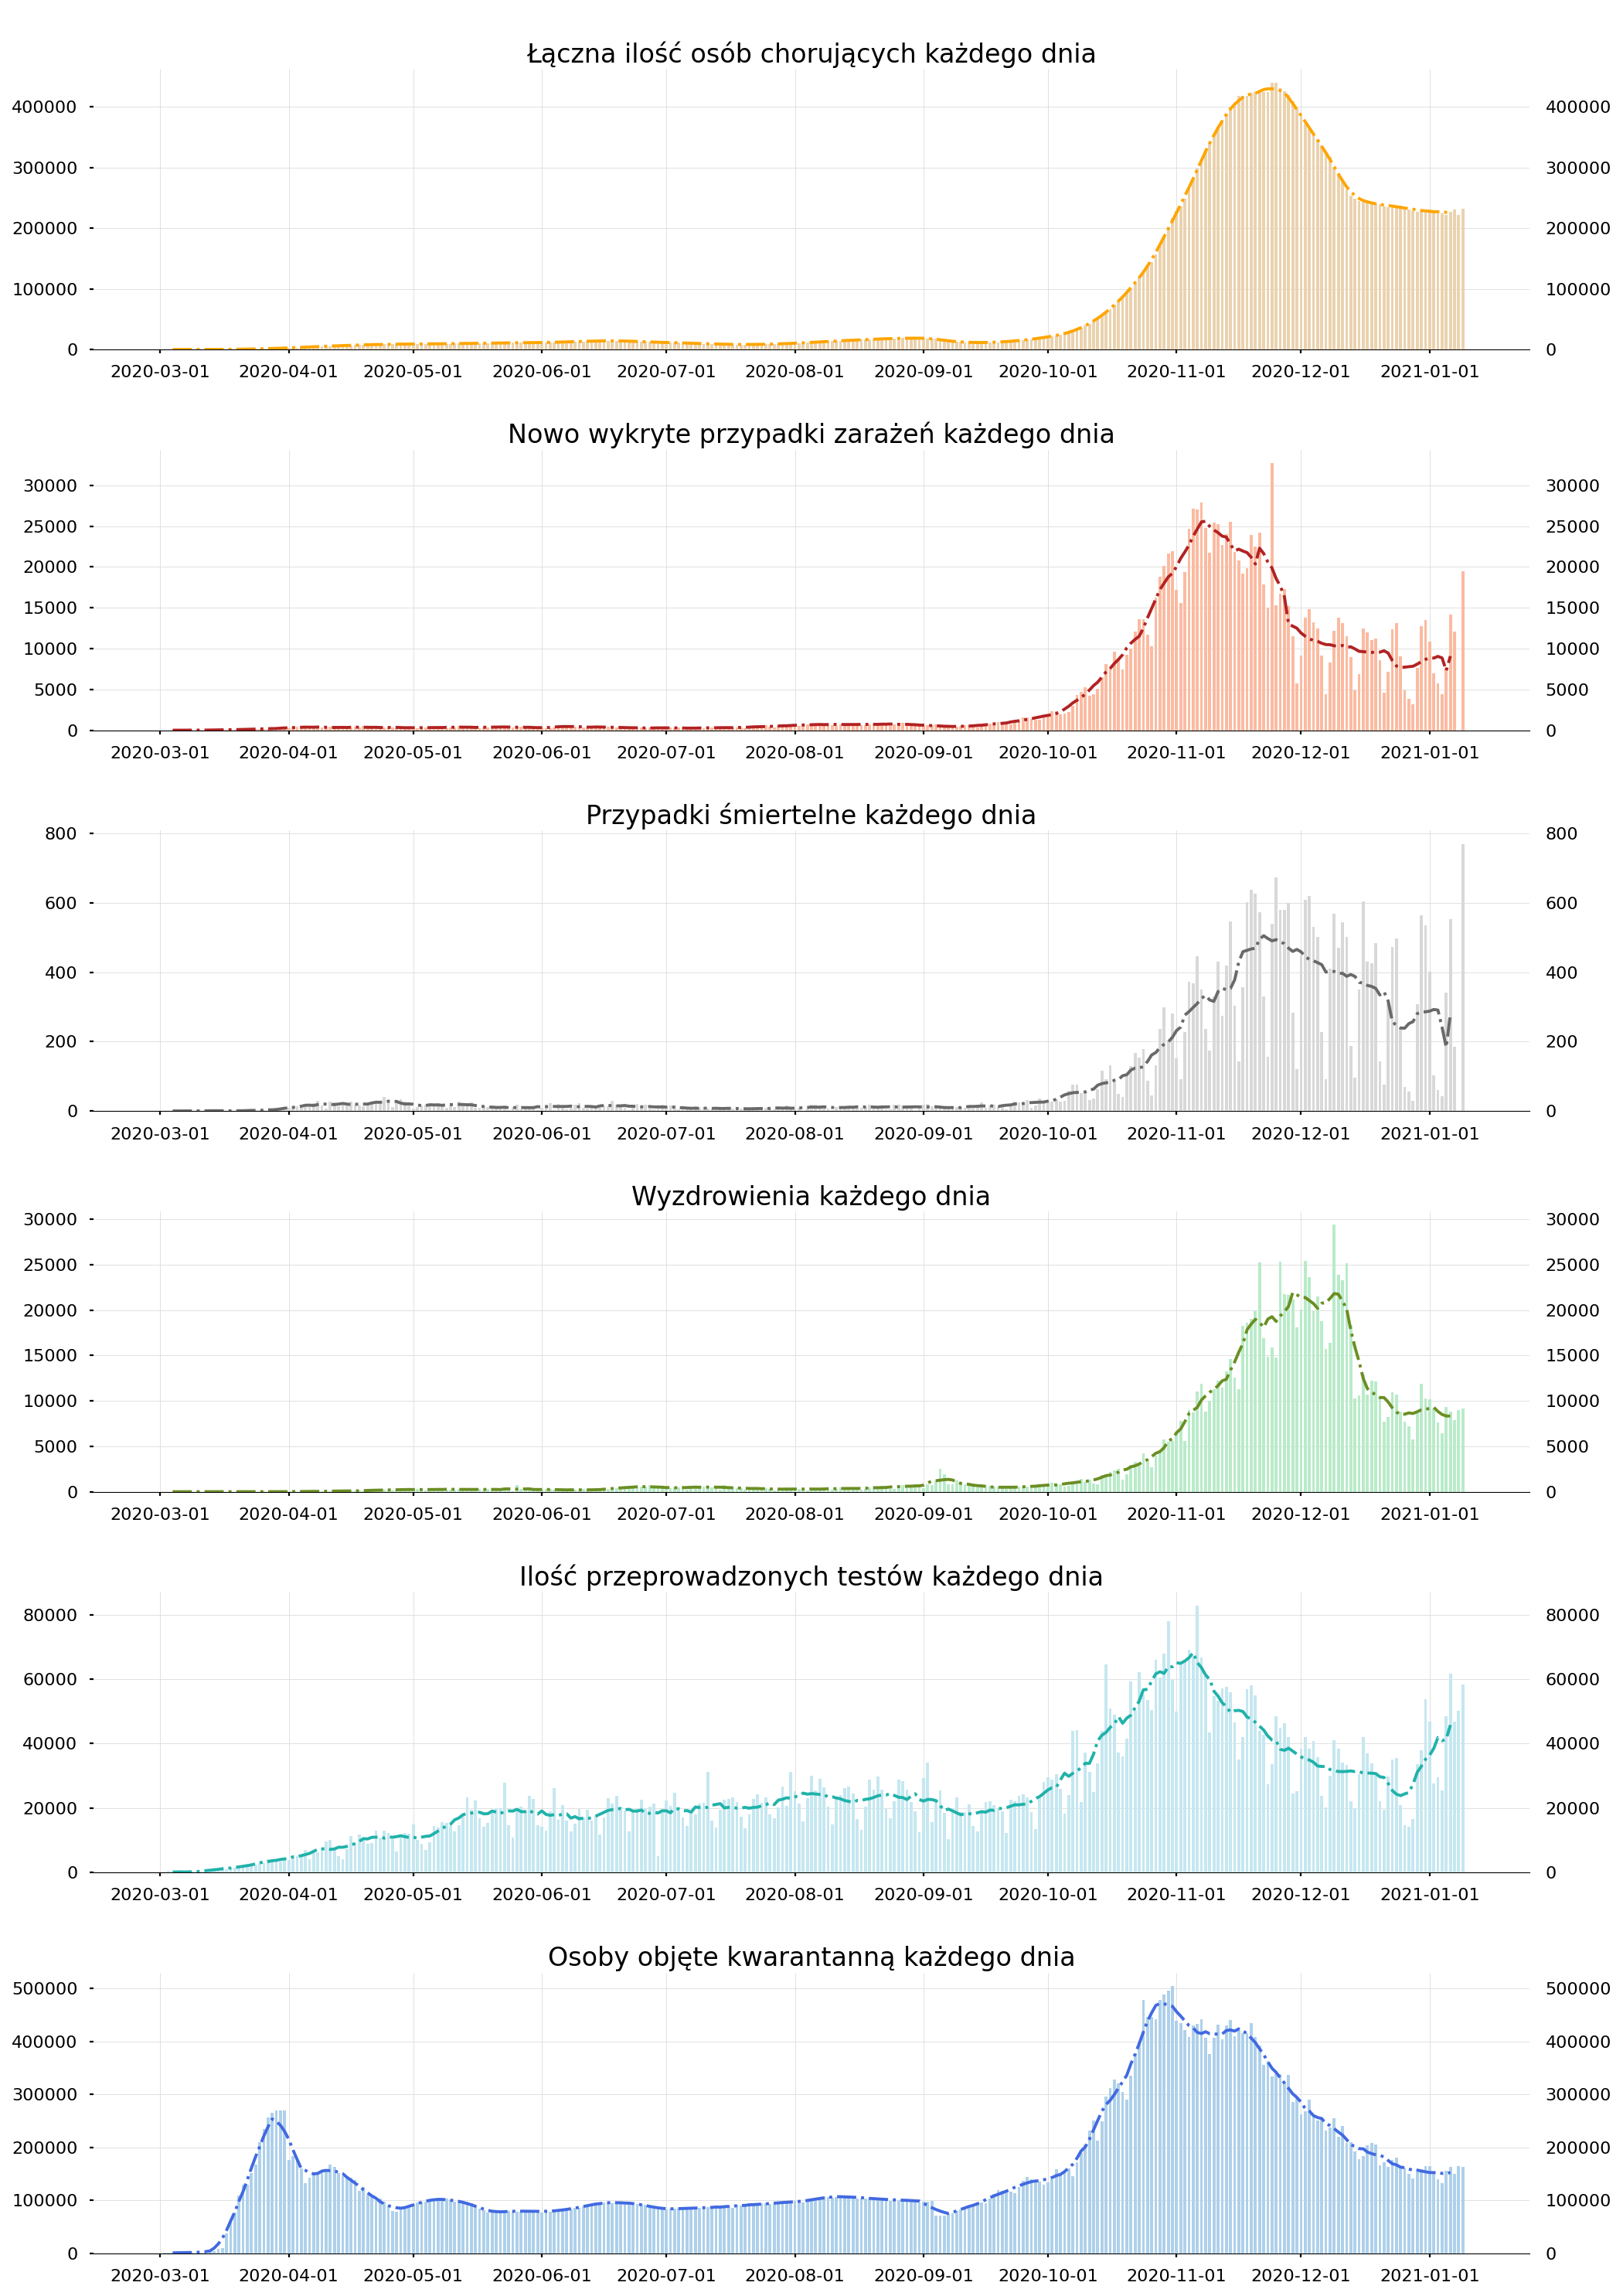 Łączna ilość osób chorujących każdego dnia
400000 400000
300000 300000
200000 200000
100000 100000
0 0
2020-03-01 2020-04-01 2020-05-01 2020-06-01 2020-07-01 2020-08-01 2020-09-01 2020-10-01 2020-11-01 2020-12-01 2021-01-01
Nowo wykryte przypadki zarażeń każdego dnia
30000 30000
25000 25000
20000 20000
15000 15000
10000 10000
5000 5000
0 0
2020-03-01 2020-04-01 2020-05-01 2020-06-01 2020-07-01 2020-08-01 2020-09-01 2020-10-01 2020-11-01 2020-12-01 2021-01-01
Przypadki śmiertelne każdego dnia
800 800
600 600
400 400
200 200
0 0
2020-03-01 2020-04-01 2020-05-01 2020-06-01 2020-07-01 2020-08-01 2020-09-01 2020-10-01 2020-11-01 2020-12-01 2021-01-01
Wyzdrowienia każdego dnia
30000 30000
25000 25000
20000 20000
15000 15000
10000 10000
5000 5000
0 0
2020-03-01 2020-04-01 2020-05-01 2020-06-01 2020-07-01 2020-08-01 2020-09-01 2020-10-01 2020-11-01 2020-12-01 2021-01-01
Ilość przeprowadzonych testów każdego dnia
80000 80000
60000 60000
40000 40000
20000 20000
0 0
2020-03-01 2020-04-01 2020-05-01 2020-06-01 2020-07-01 2020-08-01 2020-09-01 2020-10-01 2020-11-01 2020-12-01 2021-01-01
Osoby objęte kwarantanną każdego dnia
500000 500000
400000 400000
300000 300000
200000 200000
100000 100000
0 0
2020-03-01 2020-04-01 2020-05-01 2020-06-01 2020-07-01 2020-08-01 2020-09-01 2020-10-01 2020-11-01 2020-12-01 2021-01-01